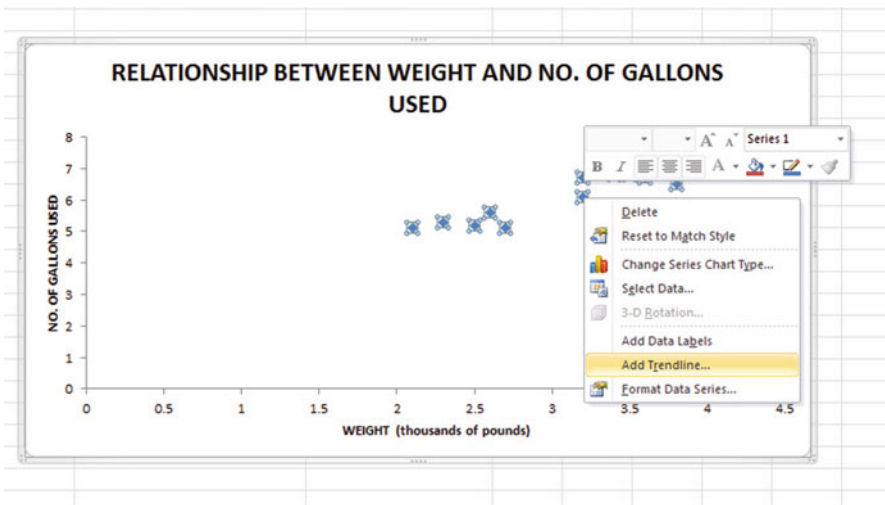 RELATIONSHIP BETWEEN WEIGHT AND NO. OF GALLONS
USED
8
7
6
5
4
3
2
1
0
NO. OF GALLONS USED
0 0.5 1 1.5 2 2.5 3 3.5 4 4.5
WEIGHT (thousands of pounds)
A A Series 1
B I A
Delete
Reset to Match Style
Change Series Chart Type...
Select Data...
3-D Rotation...
Add Data Labels
Add Trendline...
Format Data Series...